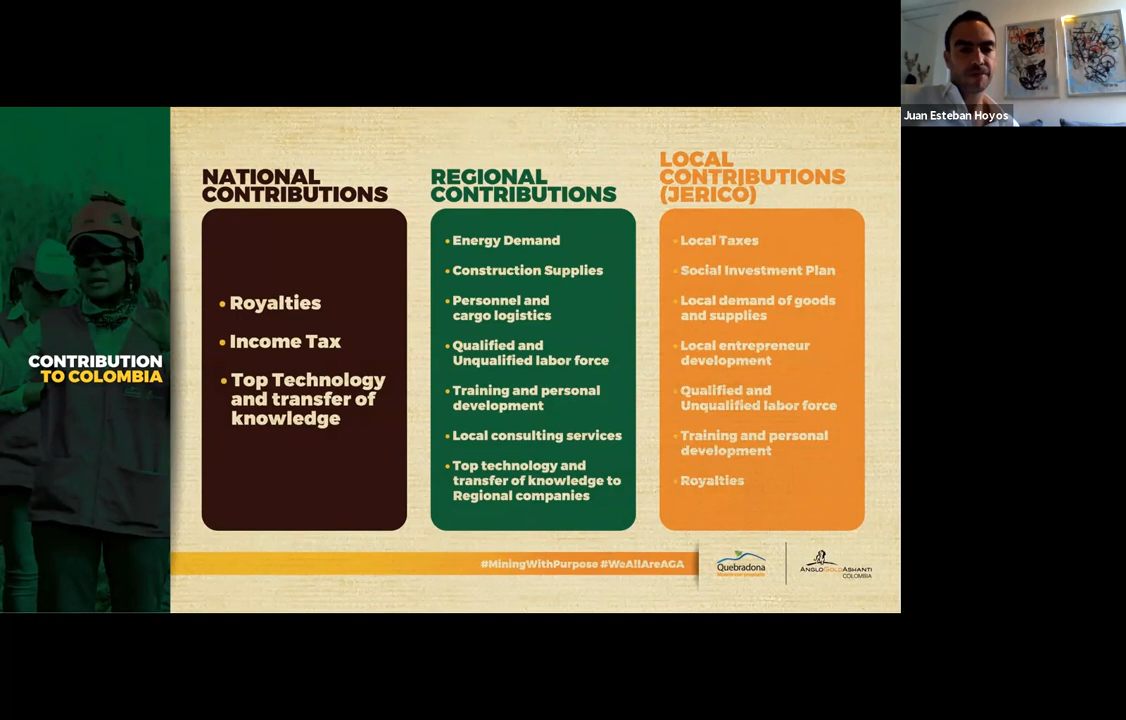 Juan Esteban Hoyos
CONTRIBUTION
TO COLOMBIA
NATIONAL
CONTRIBUTIONS
• Royalties
• Income Tax
• Top Technology
and transfer of
knowledge
REGIONAL
CONTRIBUTIONS
• Energy Demand
• Construction Supplies
• Personnel and
cargo logistics
• Qualified and
Unqualified labor force
• Training and personal
development
• Local consulting services
• Top technology and
transfer of knowledge to
Regional companies
LOCAL
CONTRIBUTIONS
(JERICÓ)
• Local Taxes
• Social Investment Plan
• Local demand of goods
and supplies
• Local entrepreneur
development
• Qualified and
Unqualified labor force
• Training and personal
development
• Royalties
#MiningWithPurpose #WeAllAreAGA
Quebradona
ANGLOGOLDASHANTI
COLOMBIA